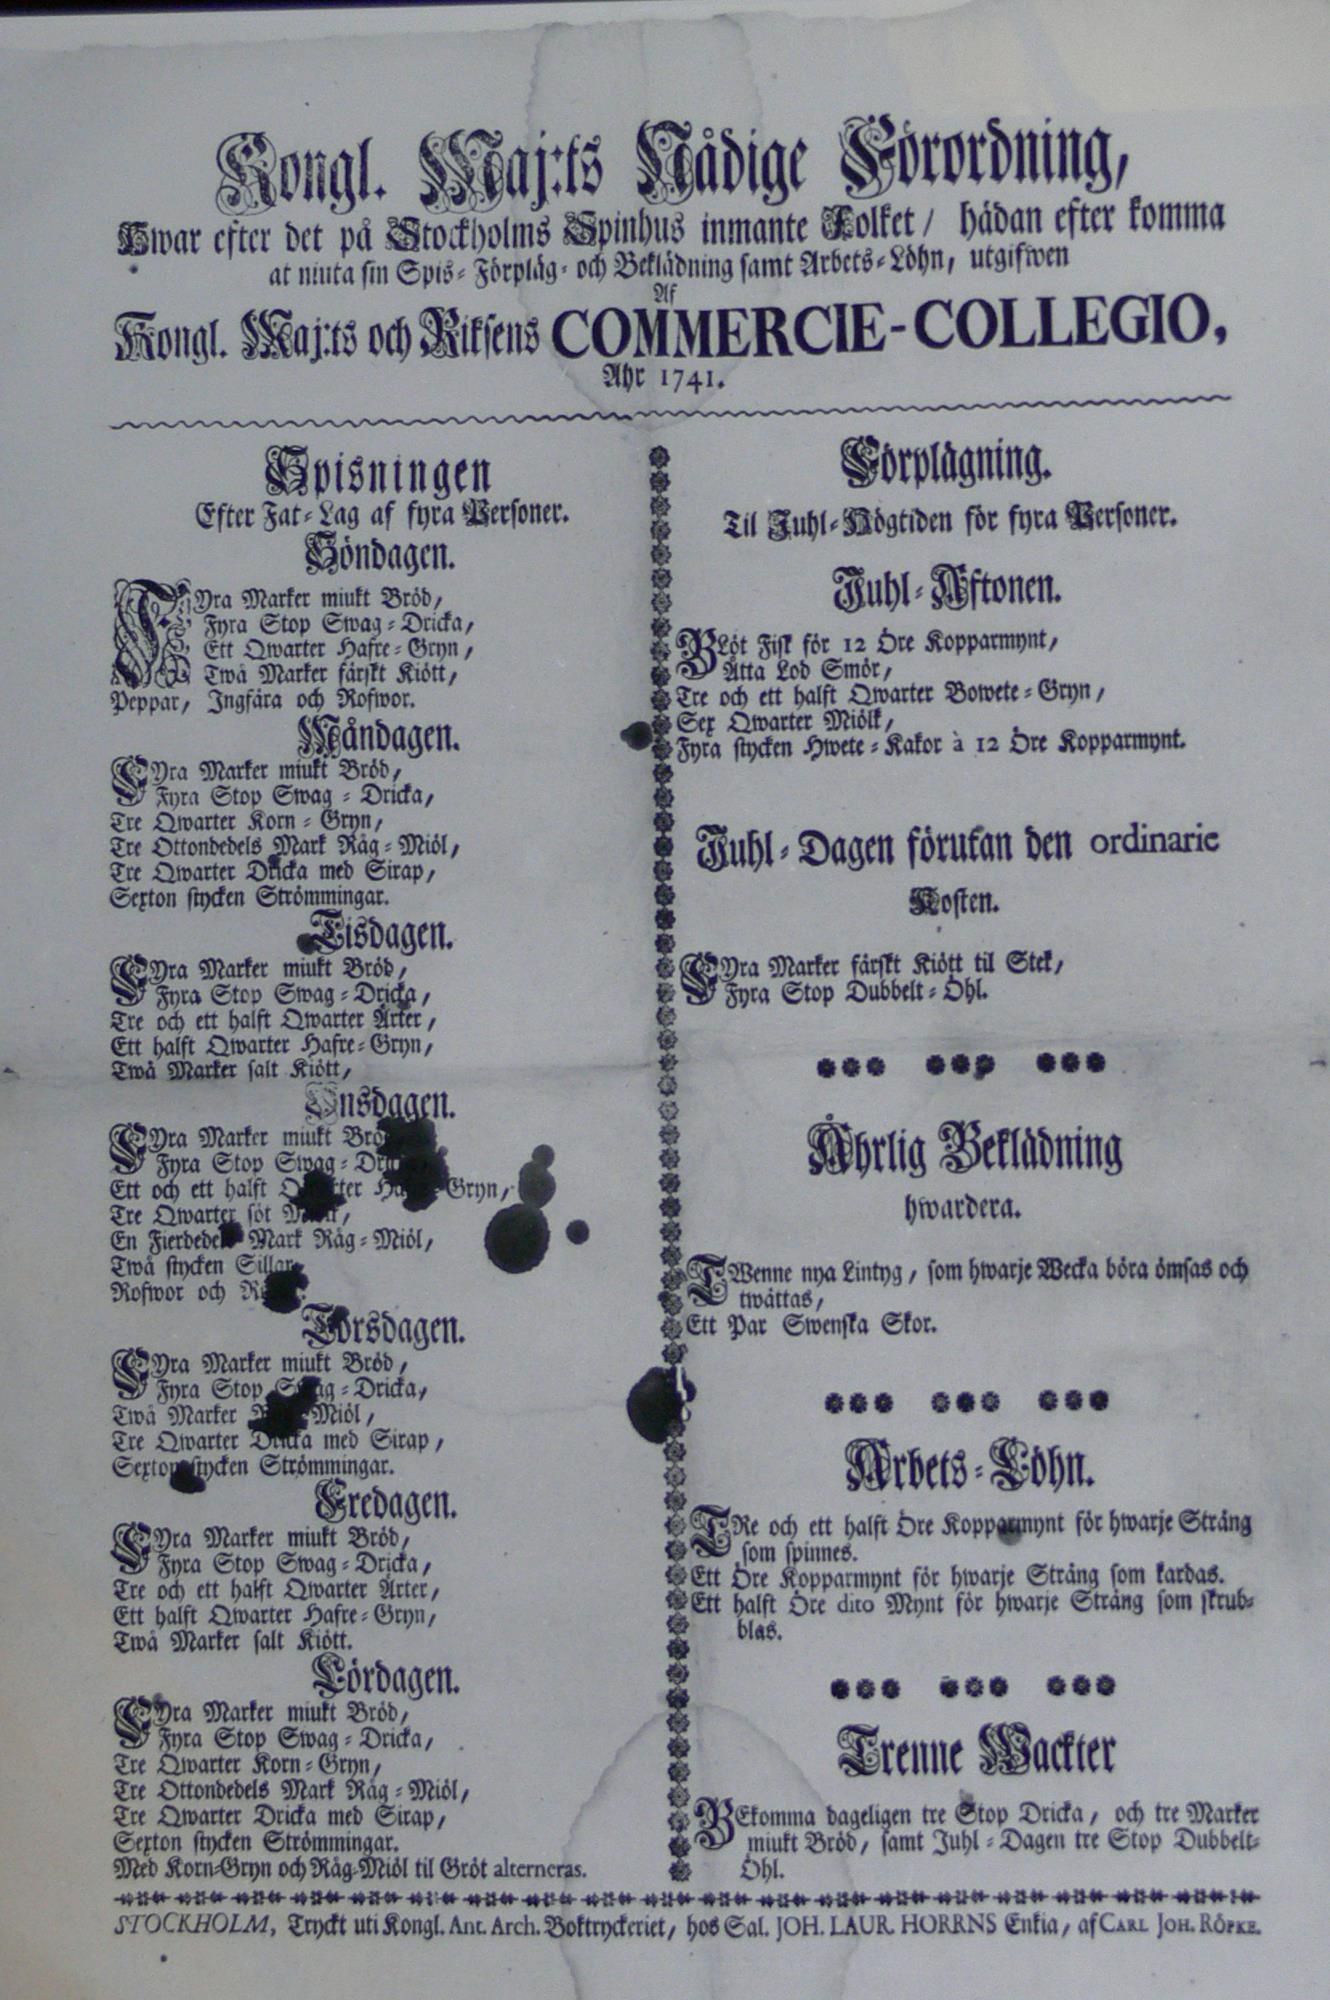 Kongl. Maj:ts Nådige Förordning,
Hwar efter det på Stockholms Spinhus inmante Folket / hädan efter komma
at niuta sin Spis- Förpläg- och Beklädning samt Arbets-Löhn, utgifwen
Af
Kongl. Maj:ts och Riksens COMMERCIE-COLLEGIO,
Ahr 1741.
Spisningen
Efter Fat-Lag af fyra Personer.
Söndagen.
FYra Marker miukt Bröd,
Fyra Stop Swag-Dricka,
Ett Qwarter Hafre-Gryn,
Twå Marker färskt Kiött,
Peppar, Ingfära och Rofwor.
Måndagen.
FYra Marker miukt Bröd,
Fyra Stop Swag-Dricka,
Tre Qwarter Korn-Gryn,
Tre Ottondedels Mark Råg-Miöl,
Tre Qwarter Dricka med Sirap,
Sexton stycken Strömmingar.
Tisdagen.
FYra Marker miukt Bröd,
Fyra Stop Swag-Dricka,
Tre och ett halft Qwarter Ärter,
Ett halft Qwarter Hafre-Gryn,
Twå Marker salt Kiött,
Onsdagen.
FYra Marker miukt
Fyra Stop Swag-
Ett och ett halft Gryn,
Tre Qwarter söt
En Mark Råg-Miöl,
Twå stycken Sillar
Rofwor och
Torsdagen.
FYra Marker miukt Bröd,
Fyra Stop Swag-Dricka,
Twå Marker Miöl,
Tre Qwarter Dricka med Sirap,
Sexton stycken Strömmingar.
Fredagen.
FYra Marker miukt Bröd,
Fyra Stop Swag-Dricka,
Tre och ett halft Qwarter Ärter,
Ett halft Qwarter Hafre-Gryn,
Twå Marker salt Kiött.
Lördagen.
FYra Marker miukt Bröd,
Fyra Stop Swag-Dricka,
Tre Qwarter Korn-Gryn,
Tre Ottondedels Mark Råg-Miöl,
Tre Qwarter Dricka med Sirap,
Sexton stycken Strömmingar.
Med Korn-Gryn och Råg-Miöl til Gröt alterneras.
Förplägning.
Til Juhl-Högtiden för fyra Personer.
Juhl-Aftonen.
BLöt Fisk för 12 Öre Kopparmynt,
Åtta Lod Smör,
Tre och ett halft Qwarter Bowete-Gryn,
Sex Qwarter Miölk,
Fyra stycken Hwete-Kakor à 12 Öre Kopparmynt.
Juhl-Dagen förutan den ordinarie
Kosten.
FYra Marker färskt Kiött til Stek,
Fyra Stop Dubbelt-Öhl.
Åhrlig Beklädning
hwardera.
TWenne nya Lintyg, som hwarje Wecka böra ömsas och
twättas,
Ett Par Swenska Skor.
Arbets-Löhn.
TRe och ett halft Öre Kopparmynt för hwarje Sträng
som spinnes.
Ett Öre Kopparmynt för hwarje Sträng som kardas.
Ett halft Öre dito Mynt för hwarje Sträng som skrub-
blas.
Trenne Wackter
BEkomma dageligen tre Stop Dricka, och tre Marker
miukt Bröd, samt Juhl-Dagen tre Stop Dubbelt-
Öhl.
STOCKHOLM, Tryckt uti Kongl. Ant. Arch. Boktryckeriet, hos Sal. JOH. LAUR. HORRNS Enkia, af CARL JOH. RÖPKE.